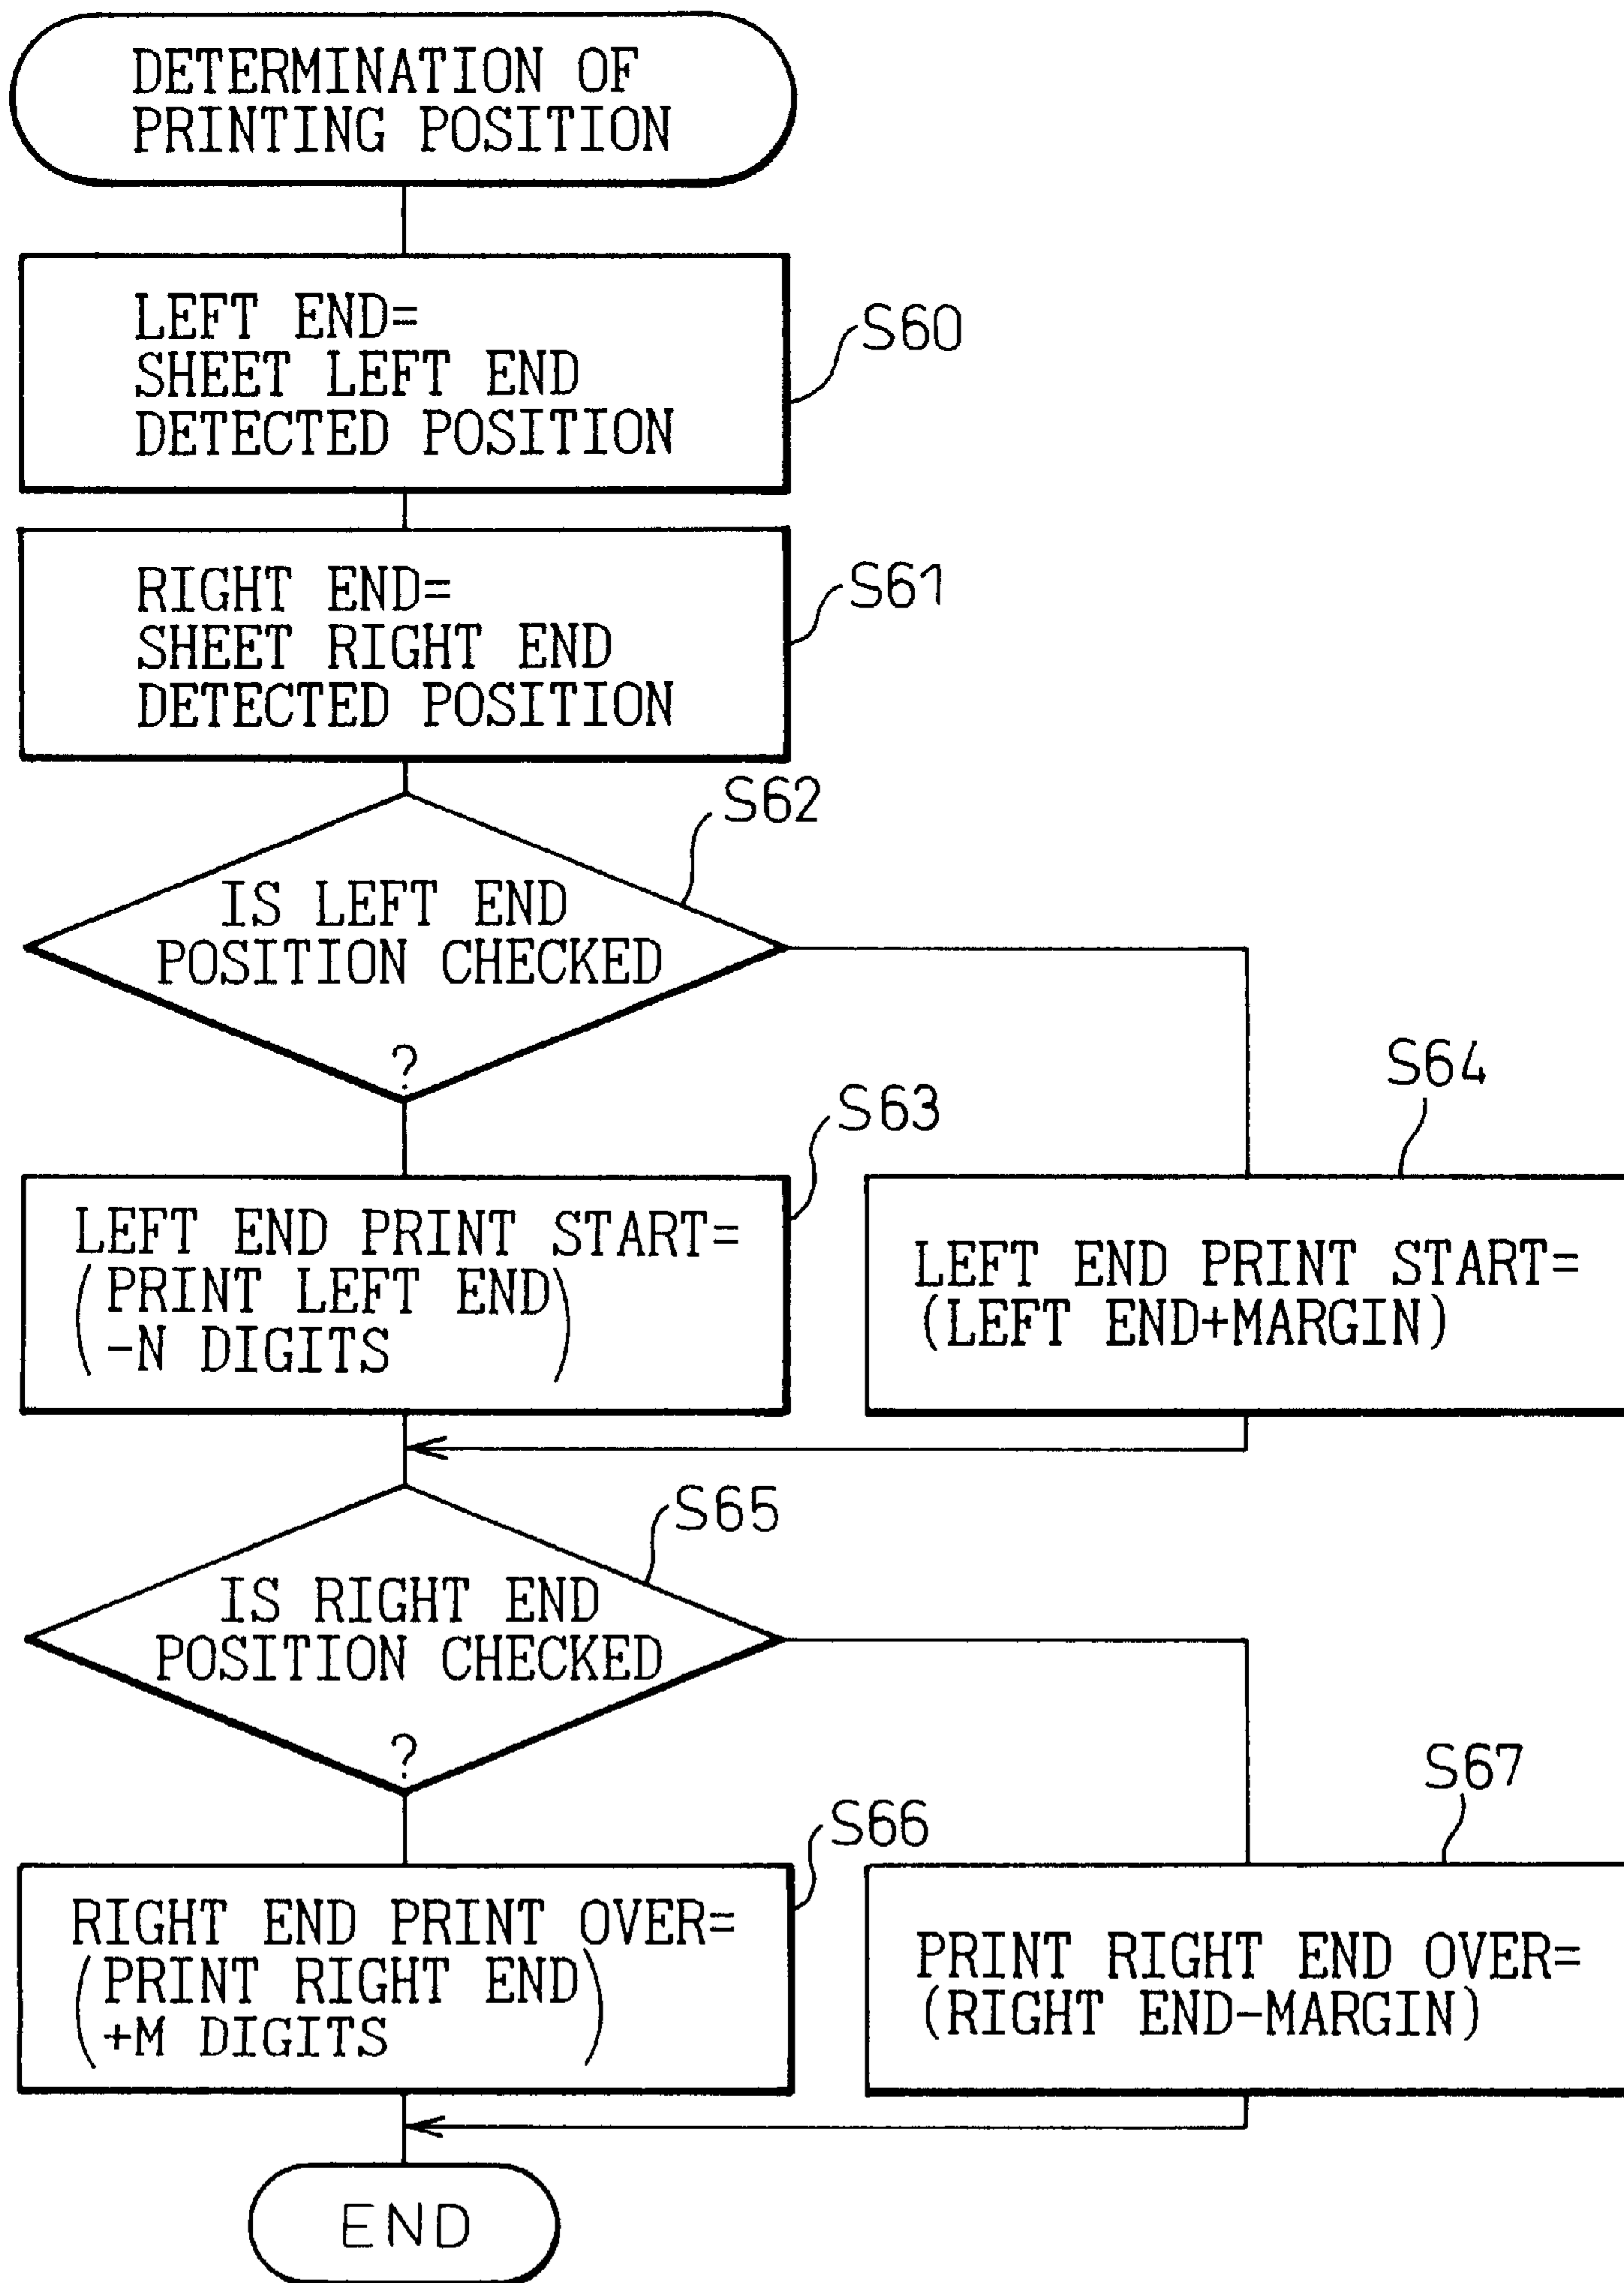 DETERMINATION OF
PRINTING POSITION
LEFT END=
SHEET LEFT END
DETECTED POSITION
S60
RIGHT END=
SHEET RIGHT END
DETECTED POSITION
S61
S62
IS LEFT END
POSITION CHECKED
?
S63
LEFT END PRINT START=
(PRINT LEFT END
-N DIGITS)
S64
LEFT END PRINT START=
(LEFT END+MARGIN)
S65
IS RIGHT END
POSITION CHECKED
?
S66
RIGHT END PRINT OVER=
(PRINT RIGHT END
+M DIGITS)
S67
PRINT RIGHT END OVER=
(RIGHT END-MARGIN)
END